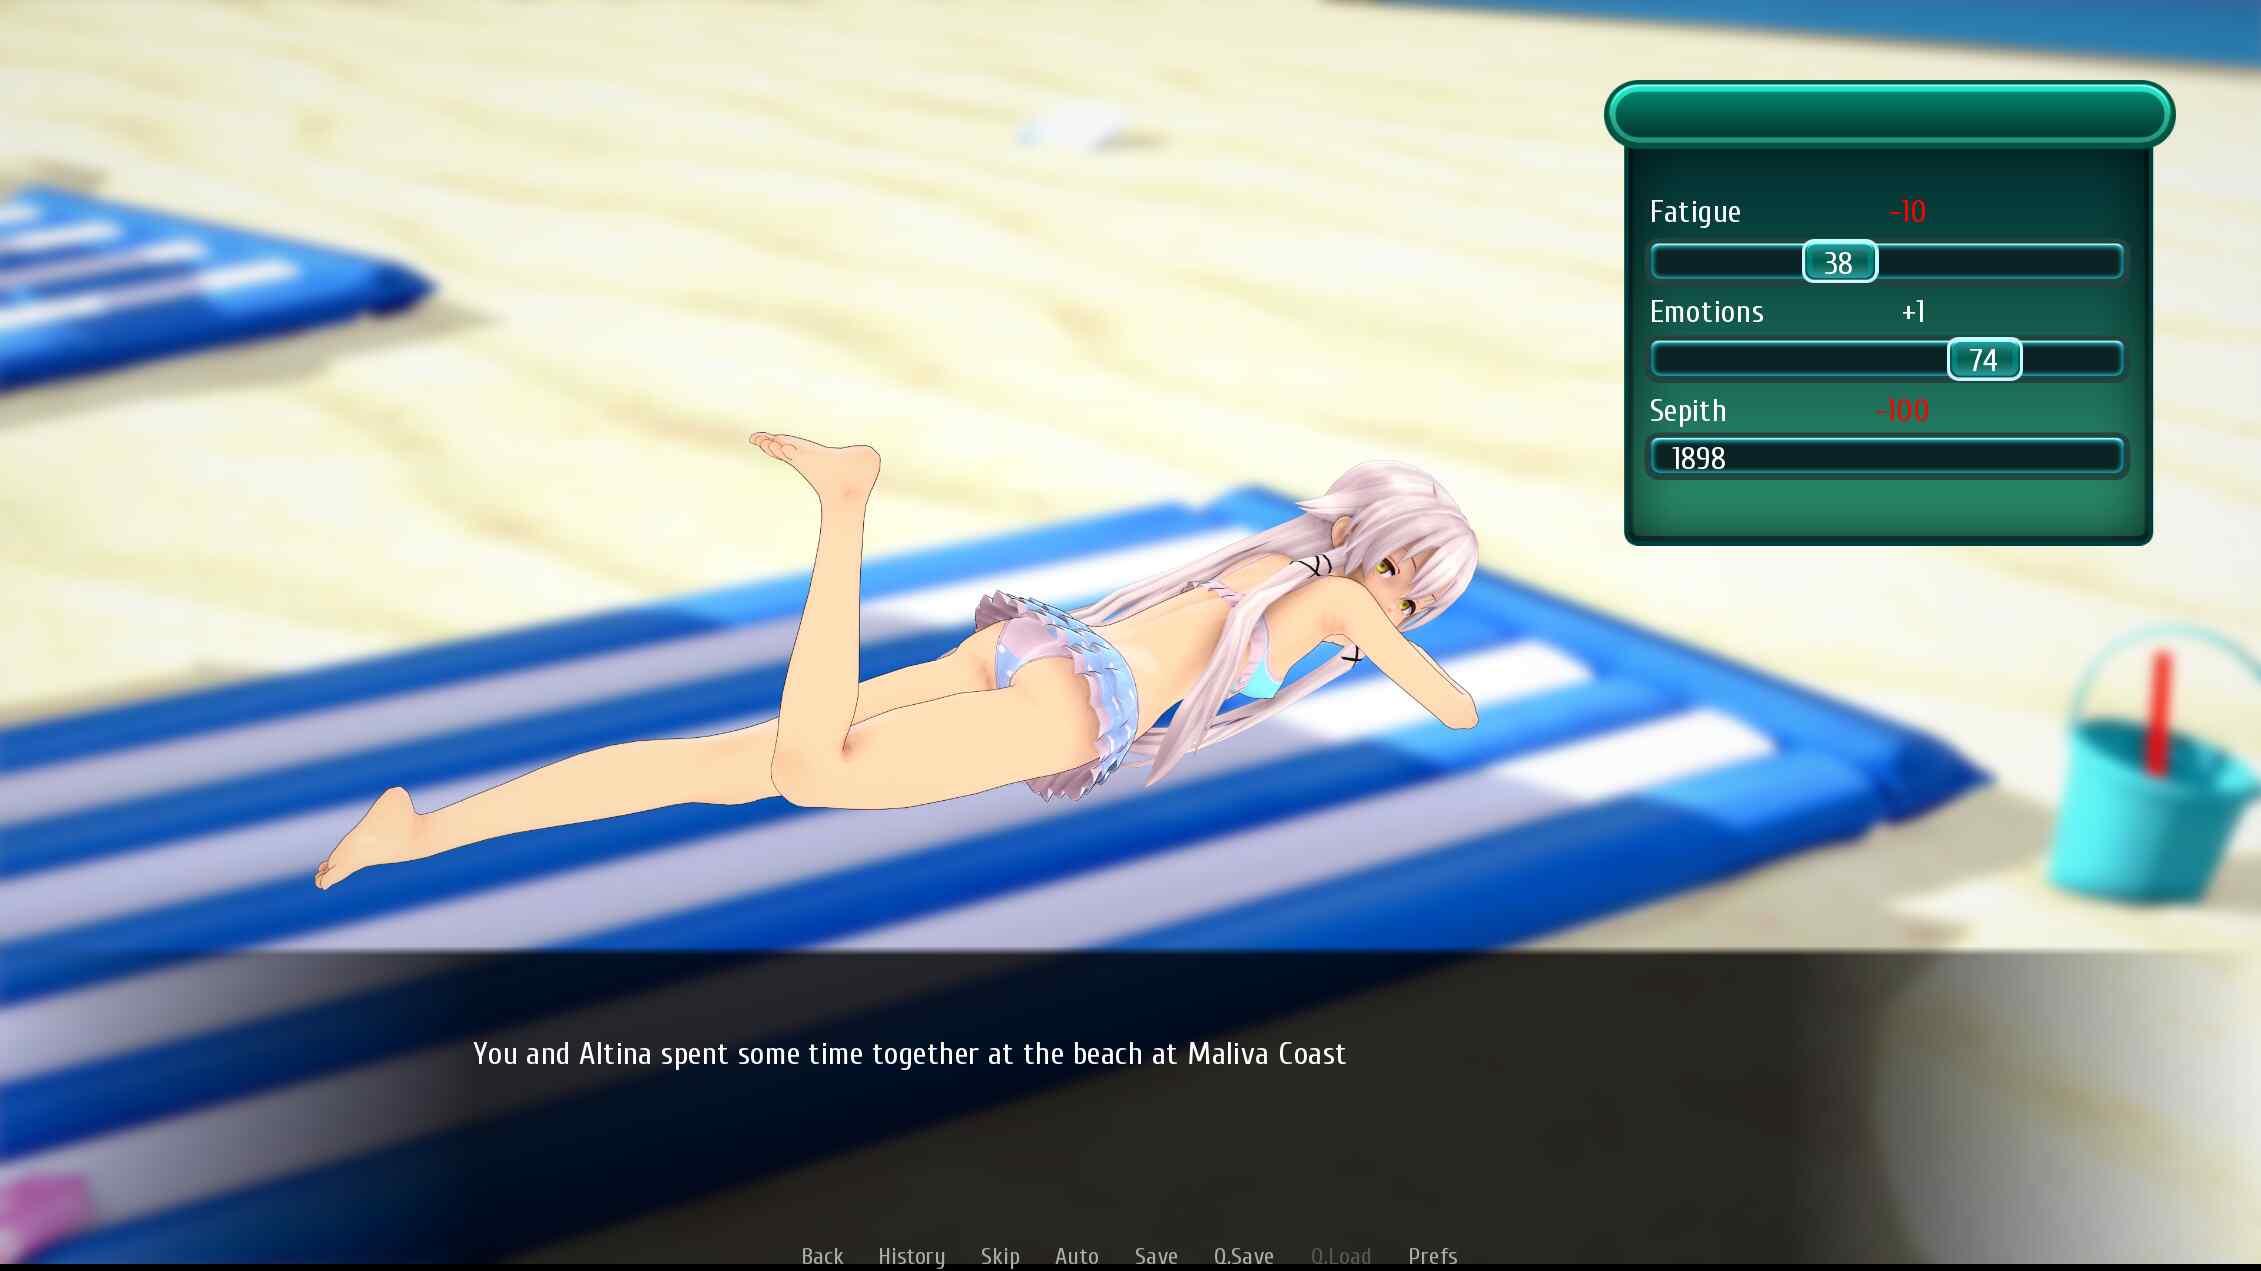 Fatigue -10
38
Emotions +1
74
Sepith -100
1898
You and Altina spent some time together at the beach at Maliva Coast
Back History Skip Auto Save Q.Save Q.Load Prefs